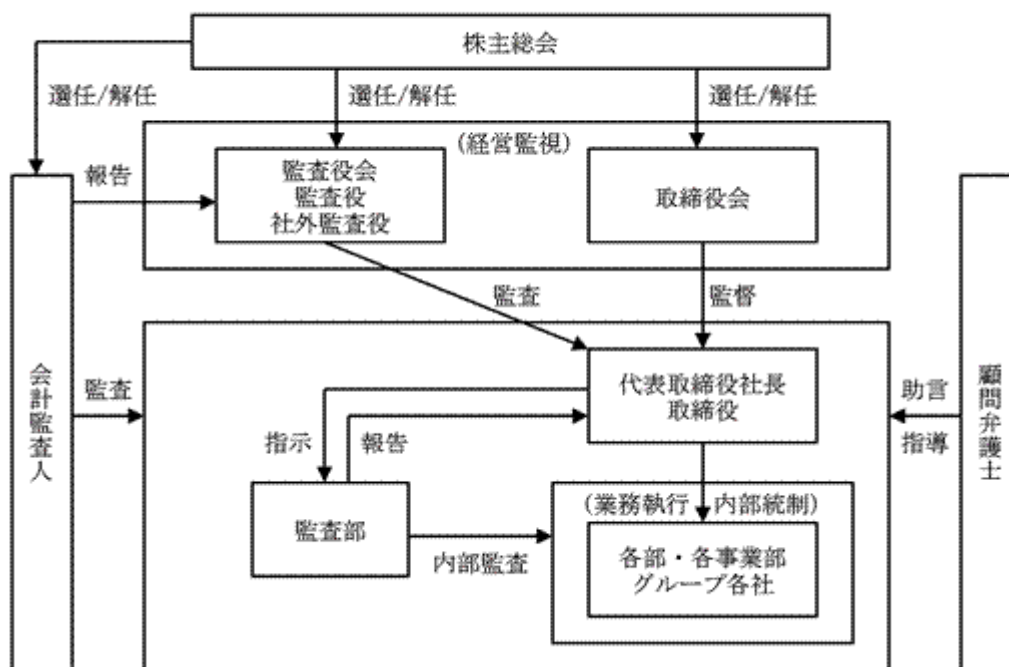 株主総会
選任/解任
選任/解任
選任/解任
(経営監視)
報告
監査役会
監査役
社外監査役
取締役会
監査
監督
会計監査人
監査
代表取締役社長
取締役
助言
指導
顧問弁護士
指示
報告
監査部
内部監査
(業務執行・内部統制)
各部・各事業部
グループ各社